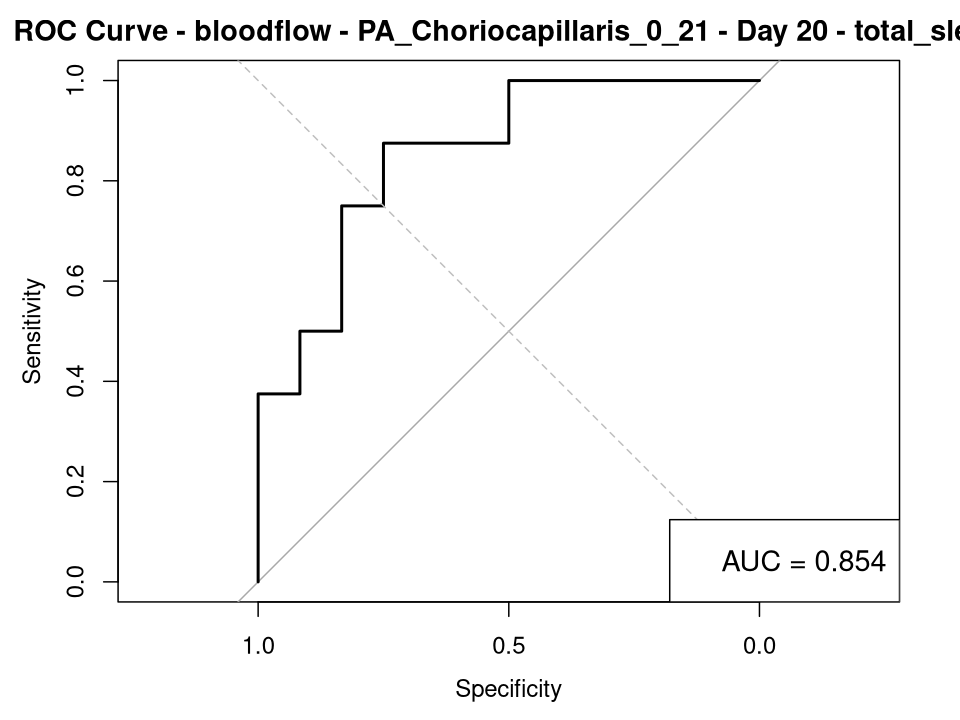 ROC Curve - bloodflow - PA_Choriocapillaris_0_21 - Day 20 - total_sle
1.0
0.8
0.6
0.4
0.2
0.0
Sensitivity
AUC = 0.854
1.0 0.5 0.0
Specificity